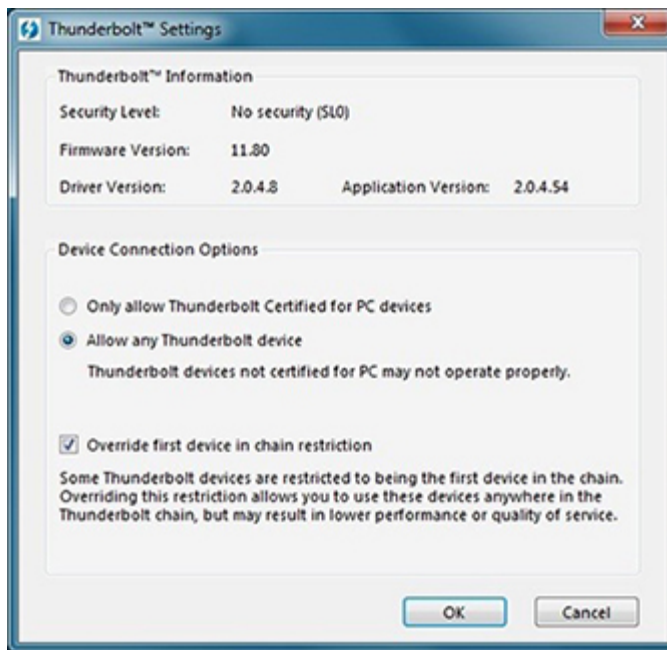 Thunderbolt™ Settings
Thunderbolt™ Information
Security Level: No security (SL0)
Firmware Version: 11.80
Driver Version: 2.0.4.8 Application Version: 2.0.4.54
Device Connection Options
Only allow Thunderbolt Certified for PC devices
Allow any Thunderbolt device
Thunderbolt devices not certified for PC may not operate properly.
Override first device in chain restriction
Some Thunderbolt devices are restricted to being the first device in the chain.
Overriding this restriction allows you to use these devices anywhere in the
Thunderbolt chain, but may result in lower performance or quality of service.
OK Cancel